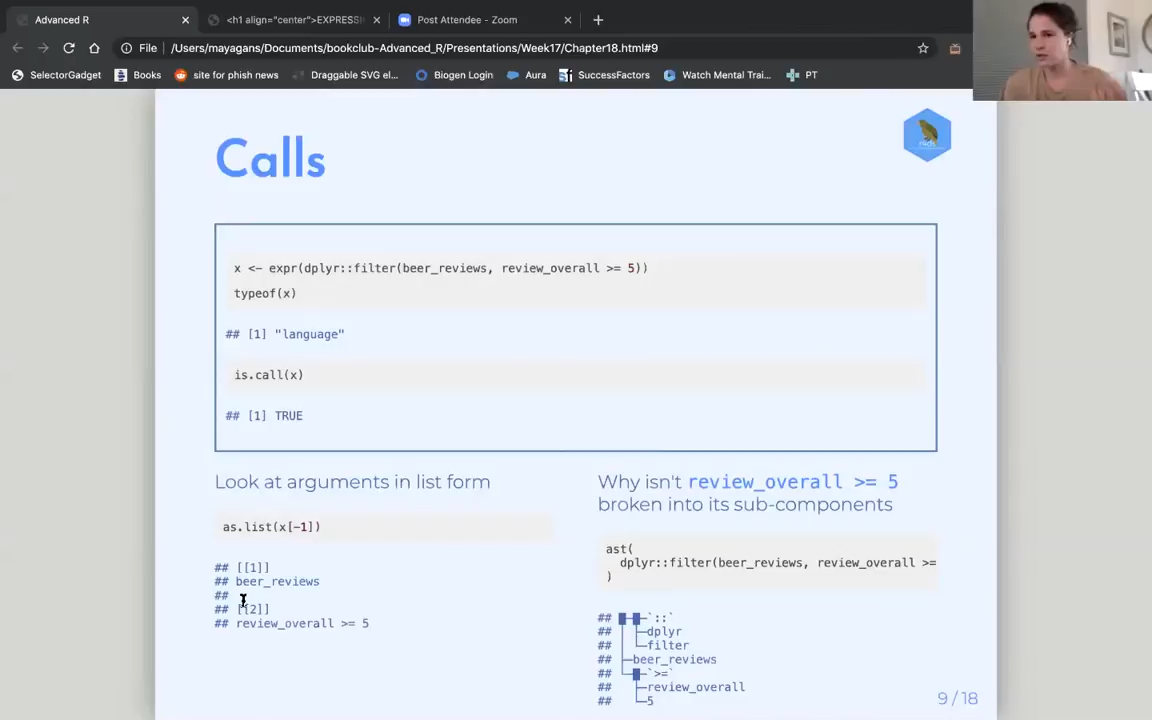 Advanced R
<h1 align="center">EXPRESSI
Post Attendee - Zoom
File
/Users/mayagans/Documents/bookclub-Advanced_R/Presentations/Week17/Chapter18.html#9
SelectorGadget
Books
site for phish news
Draggable SVG el...
Biogen Login
Aura
SuccessFactors
Watch Mental Trai...
PT
Calls
x <- expr(dplyr::filter(beer_reviews, review_overall >= 5))
typeof(x)
## [1] "language"
is.call(x)
## [1] TRUE
Look at arguments in list form
as.list(x[-1])
## [[1]]
## beer_reviews
##
## [[2]]
## review_overall >= 5
Why isn't review_overall >= 5
broken into its sub-components
ast(
dplyr::filter(beer_reviews, review_overall >=
)
## █─█─`::`
## │ ├─dplyr
## │ └─filter
## ├─beer_reviews
## └─█─`>=`
## ├─review_overall
## └─5
9 / 18